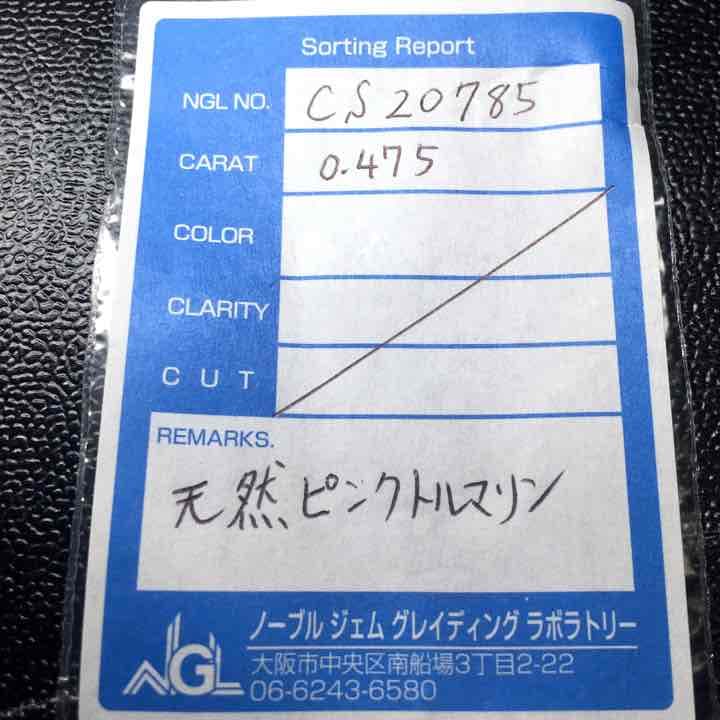 Sorting Report
NGL NO. CS20785
CARAT 0.475
COLOR
CLARITY
CUT
REMARKS.
天然ピンクトルマリン
NGL
ノーブル ジェム グレイディング ラボラトリー
大阪市中央区南船場3丁目2-22
06-6243-6580